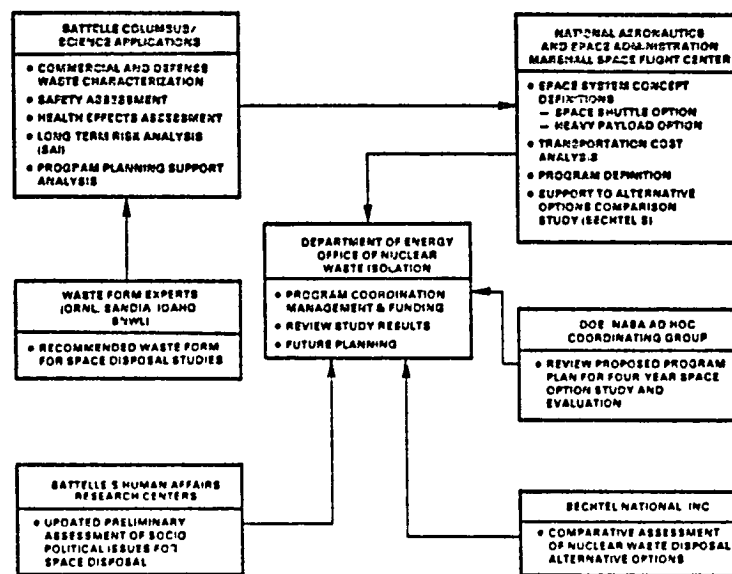 BATTELLE COLUMBUS/
SCIENCE APPLICATIONS
• COMMERCIAL AND DEFENSE
WASTE CHARACTERIZATION
• SAFETY ASSESSMENT
• HEALTH EFFECTS ASSESSMENT
• LONG TERM RISK ANALYSIS
(SAI)
• PROGRAM PLANNING SUPPORT
ANALYSIS
NATIONAL AERONAUTICS
AND SPACE ADMINISTRATION
MARSHALL SPACE FLIGHT CENTER
• SPACE SYSTEM CONCEPT
DEFINITIONS
– SPACE SHUTTLE OPTION
– HEAVY PAYLOAD OPTION
• TRANSPORTATION COST
ANALYSIS
• PROGRAM DEFINITION
• SUPPORT TO ALTERNATIVE
OPTIONS COMPARISON
STUDY (BECHTEL S)
DEPARTMENT OF ENERGY
OFFICE OF NUCLEAR
WASTE ISOLATION
• PROGRAM COORDINATION
MANAGEMENT & FUNDING
• REVIEW STUDY RESULTS
• FUTURE PLANNING
WASTE FORM EXPERTS
(ORNL SANDIA IDAHO
BNWL)
• RECOMMENDED WASTE FORM
FOR SPACE DISPOSAL STUDIES
DOE NASA AD HOC
COORDINATING GROUP
• REVIEW PROPOSED PROGRAM
PLAN FOR FOUR YEAR SPACE
OPTION STUDY AND
EVALUATION
BATTELLE S HUMAN AFFAIRS
RESEARCH CENTERS
• UPDATED PRELIMINARY
ASSESSMENT OF SOCIO
POLITICAL ISSUES FOR
SPACE DISPOSAL
BECHTEL NATIONAL INC
• COMPARATIVE ASSESSMENT
OF NUCLEAR WASTE DISPOSAL
ALTERNATIVE OPTIONS